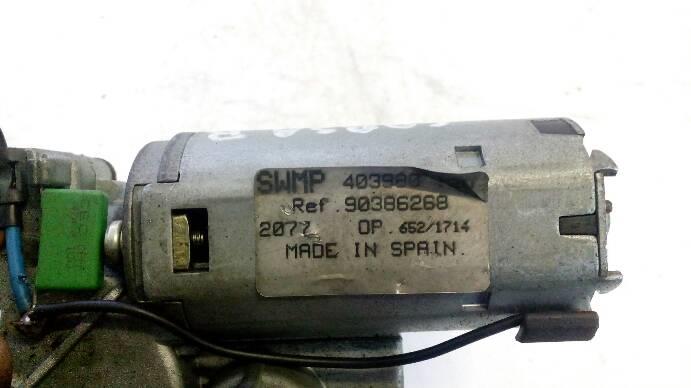 SWMP 403980
Ref. 90386268
2077 OP. 652/1714
MADE IN SPAIN.